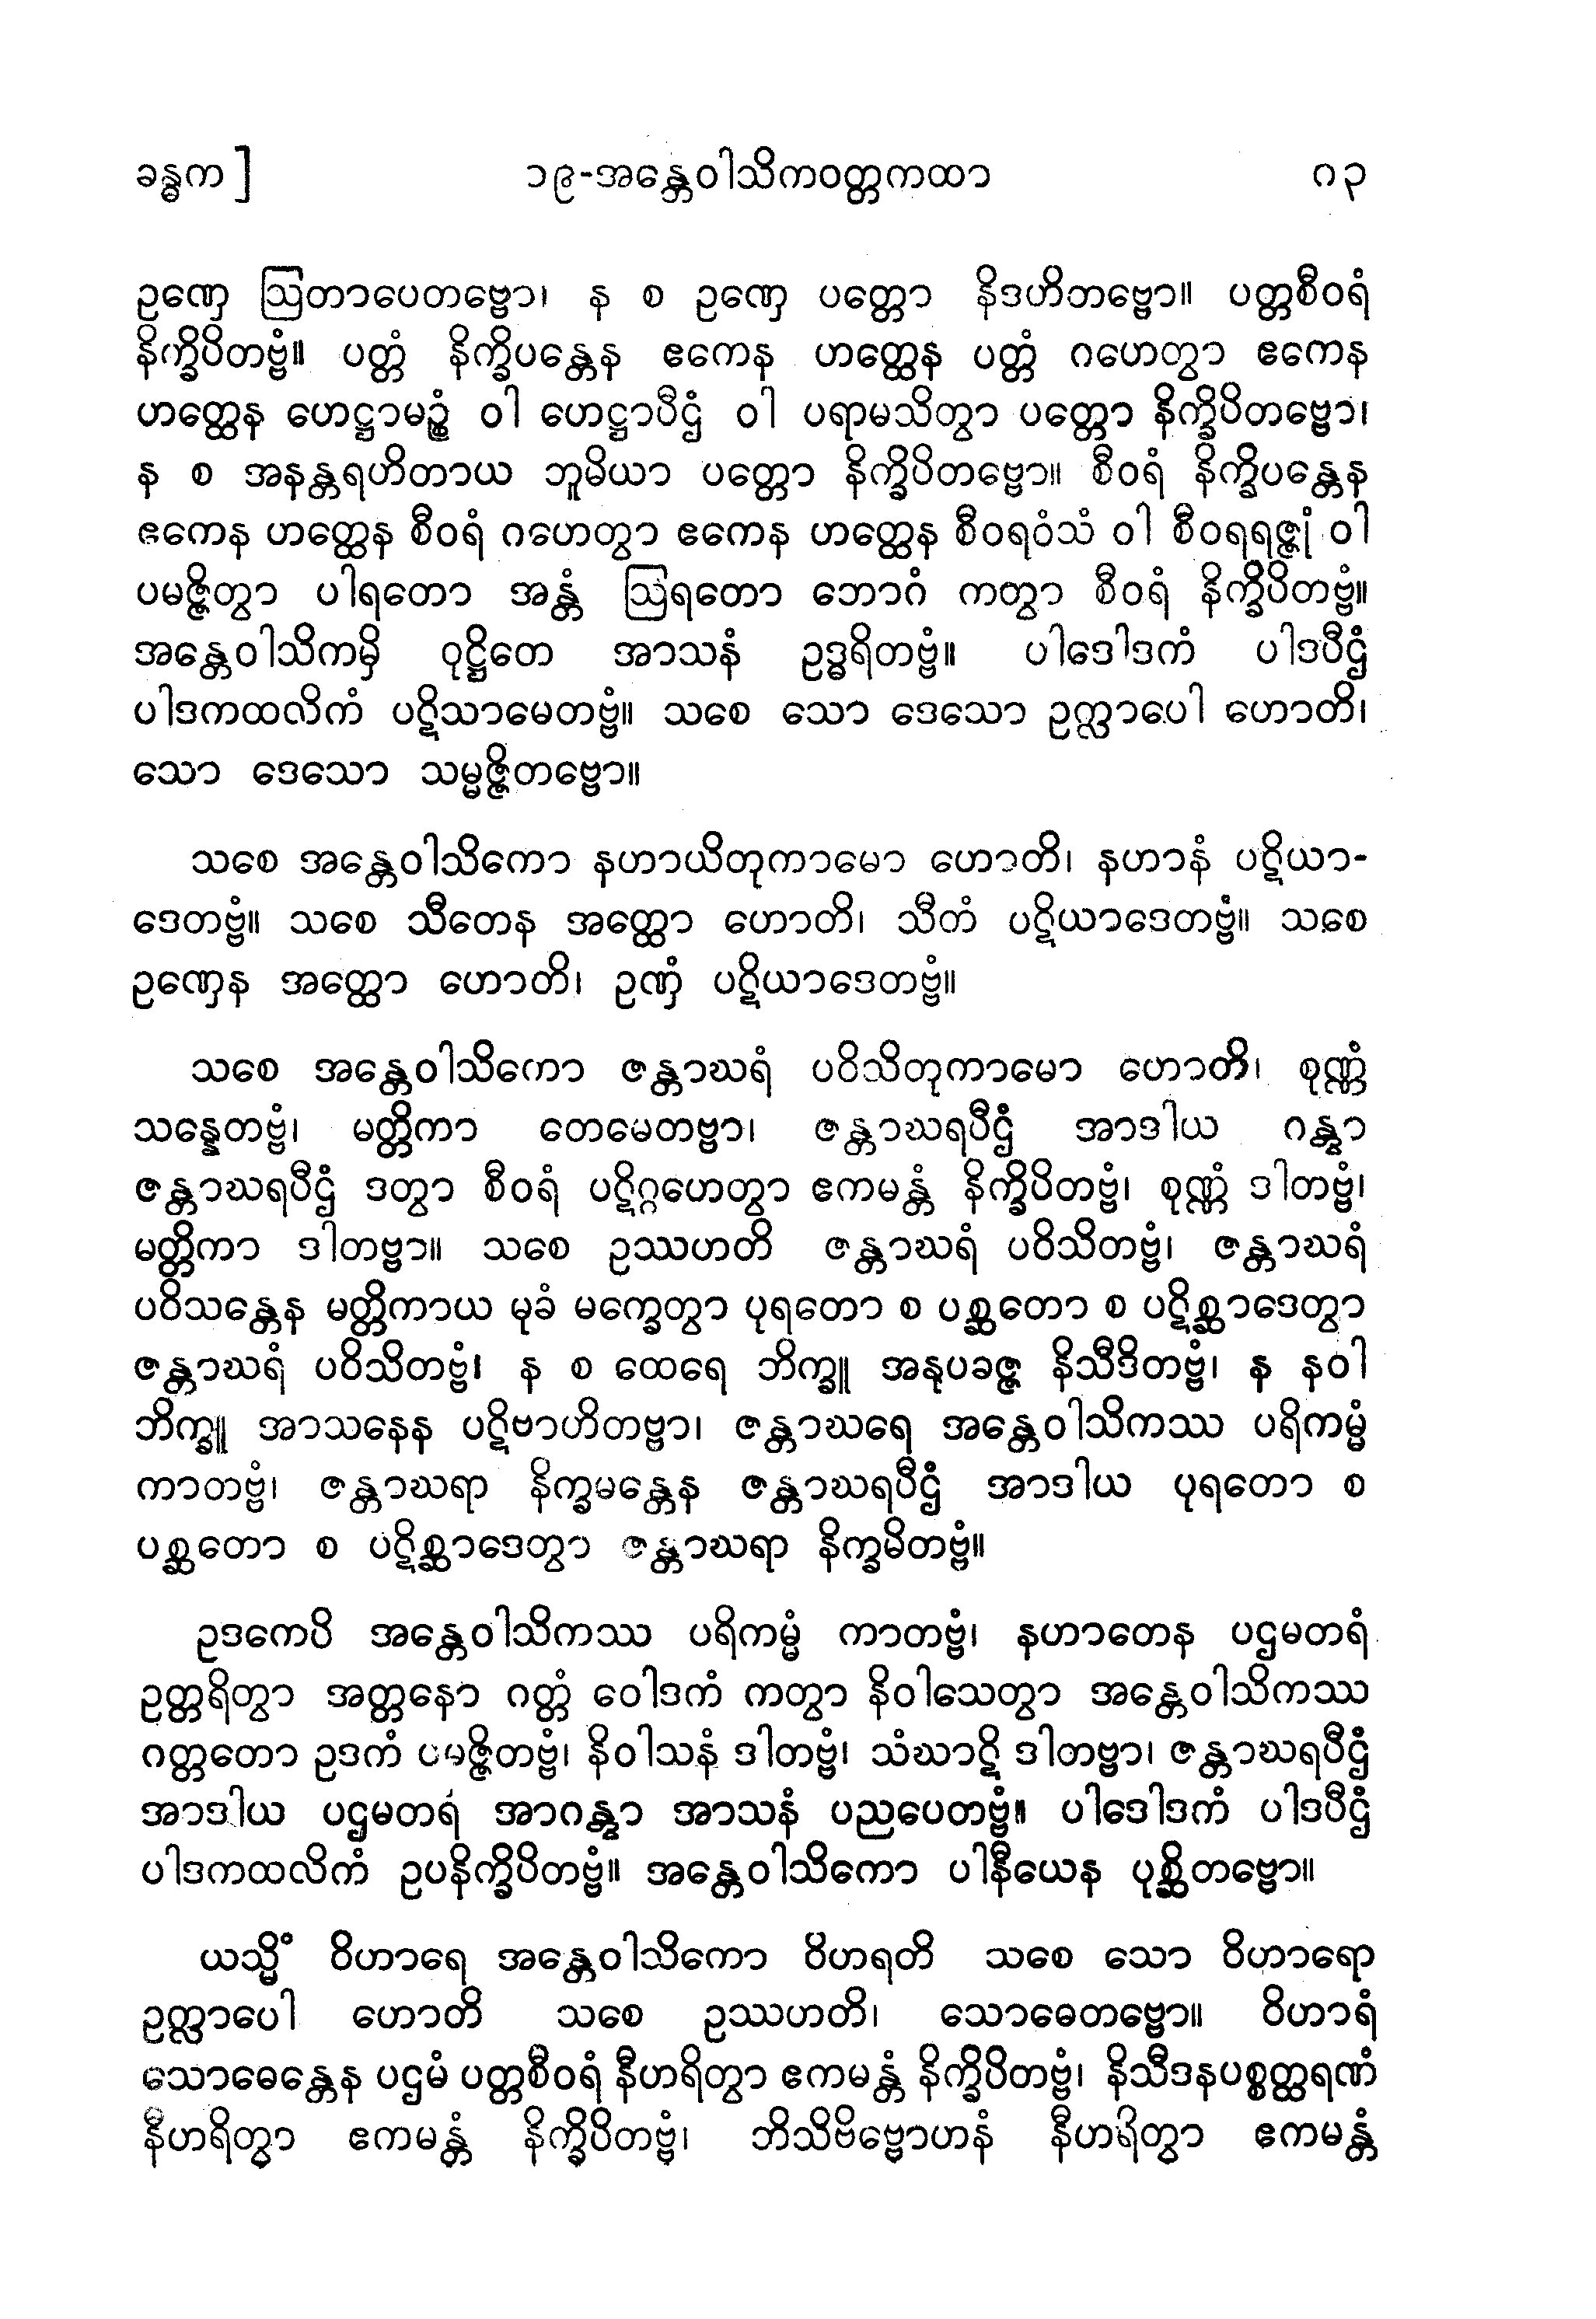 ခန္ဓက]	၁၉-အန္တေဝါသိကဝတ္တကထာ	၈၃
ဥဏှေ ဩတာပေတဗ္ဗော၊ န စ ဥဏှေ ပတ္တော နိဒဟိတဗ္ဗော။ ပတ္တစီဝရံ
နိက္ခိပိတဗ္ဗံ။ ပတ္တံ နိက္ခိပန္တေန ဧကေန ဟတ္ထေန ပတ္တံ ဂဟေတွာ ဧကေန
ဟတ္ထေန ဟေဋ္ဌာမဉ္စံ ဝါ ဟေဋ္ဌာပီဌံ ဝါ ပရာမသိတွာ ပတ္တော နိက္ခိပိတဗ္ဗော၊
န စ အနန္တရဟိတာယ ဘူမိယာ ပတ္တော နိက္ခိပိတဗ္ဗော။ စီဝရံ နိက္ခိပန္တေန
ဧကေန ဟတ္ထေန စီဝရံ ဂဟေတွာ ဧကေန ဟတ္ထေန စီဝရဝံသံ ဝါ စီဝရရဇ္ဇုံ ဝါ
ပမဇ္ဇိတွာ ပါရတော အန္တံ ဩရတော ဘောဂံ ကတွာ စီဝရံ နိက္ခိပိတဗ္ဗံ။
အန္တေဝါသိကမှိ ဝုဋ္ဌိတေ အာသနံ ဥဒ္ဓရိတဗ္ဗံ။ ပါဒေါဒကံ ပါဒပီဌံ
ပါဒကထလိကံ ပဋိသာမေတဗ္ဗံ။ သစေ သော ဒေသော ဥက္လာပေါ ဟောတိ၊
သော ဒေသော သမ္မဇ္ဇိတဗ္ဗော။
သစေ အန္တေဝါသိကော နဟာယိတုကာမော ဟောတိ၊ နဟာနံ ပဋိယာ-
ဒေတဗ္ဗံ။ သစေ သီတေန အတ္ထော ဟောတိ၊ သီတံ ပဋိယာဒေတဗ္ဗံ။ သစေ
ဥဏှေန အတ္ထော ဟောတိ၊ ဥဏှံ ပဋိယာဒေတဗ္ဗံ။
သစေ အန္တေဝါသိကော ဇန္တာဃရံ ပဝိသိတုကာမော ဟောတိ၊ စုဏ္ဏံ
သန္နေတဗ္ဗံ၊ မတ္တိကာ တေမေတဗ္ဗာ၊ ဇန္တာဃရပီဌံ အာဒါယ ဂန္တွာ
ဇန္တာဃရပီဌံ ဒတွာ စီဝရံ ပဋိဂ္ဂဟေတွာ ဧကမန္တံ နိက္ခိပိတဗ္ဗံ၊ စုဏ္ဏံ ဒါတဗ္ဗံ၊
မတ္တိကာ ဒါတဗ္ဗာ။ သစေ ဥဿဟတိ ဇန္တာဃရံ ပဝိသိတဗ္ဗံ၊ ဇန္တာဃရံ
ပဝိသန္တေန မတ္တိကာယ မုခံ မက္ခေတွာ ပုရတော စ ပစ္ဆတော စ ပဋိစ္ဆာဒေတွာ
ဇန္တာဃရံ ပဝိသိတဗ္ဗံ၊ န စ ထေရေ ဘိက္ခူ အနုပခဇ္ဇ နိသီဒိတဗ္ဗံ၊ န နဝါ
ဘိက္ခူ အာသနေန ပဋိဗာဟိတဗ္ဗာ၊ ဇန္တာဃရေ အန္တေဝါသိကဿ ပရိကမ္မံ
ကာတဗ္ဗံ၊ ဇန္တာဃရာ နိက္ခမန္တေန ဇန္တာဃရပီဌံ အာဒါယ ပုရတော စ
ပစ္ဆတော စ ပဋိစ္ဆာဒေတွာ ဇန္တာဃရာ နိက္ခမိတဗ္ဗံ။
ဥဒကေပိ အန္တေဝါသိကဿ ပရိကမ္မံ ကာတဗ္ဗံ၊ နဟာတေန ပဌမတရံ
ဥတ္တရိတွာ အတ္တနော ဂတ္တံ ဝေါဒကံ ကတွာ နိဝါသေတွာ အန္တေဝါသိကဿ
ဂတ္တတော ဥဒကံ ပမဇ္ဇိတဗ္ဗံ၊ နိဝါသနံ ဒါတဗ္ဗံ၊ သံဃာဋိ ဒါတဗ္ဗာ၊ ဇန္တာဃရပီဌံ
အာဒါယ ပဌမတရံ အာဂန္တွာ အာသနံ ပညပေတဗ္ဗံ။ ပါဒေါဒကံ ပါဒပီဌံ
ပါဒကထလိကံ ဥပနိက္ခိပိတဗ္ဗံ။ အန္တေဝါသိကော ပါနီယေန ပုစ္ဆိတဗ္ဗော။
ယသ္မိံ ဝိဟာရေ အန္တေဝါသိကော ဝိဟရတိ သစေ သော ဝိဟာရော
ဥက္လာပေါ ဟောတိ သစေ ဥဿဟတိ၊ သောဓေတဗ္ဗော။ ဝိဟာရံ
သောဓေန္တေန ပဌမံ ပတ္တစီဝရံ နီဟရိတွာ ဧကမန္တံ နိက္ခိပိတဗ္ဗံ၊ နိသီဒနပစ္စတ္ထရဏံ
နီဟရိတွာ ဧကမန္တံ နိက္ခိပိတဗ္ဗံ၊ ဘိသိဗိဗ္ဗောဟနံ နီဟရိတွာ ဧကမန္တံ